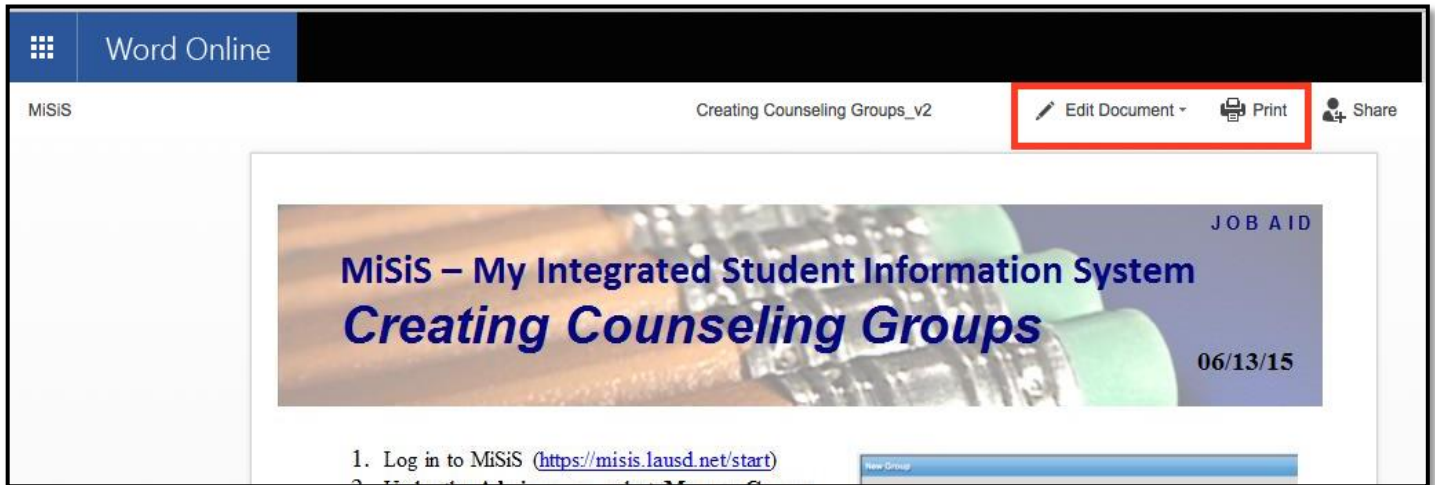 Word Online
MiSiS Creating Counseling Groups_v2 Edit Document Print Share
JOB AID
MiSiS – My Integrated Student Information System
Creating Counseling Groups
06/13/15
1. Log in to MiSiS (https://misis.lausd.net/start)
New Group